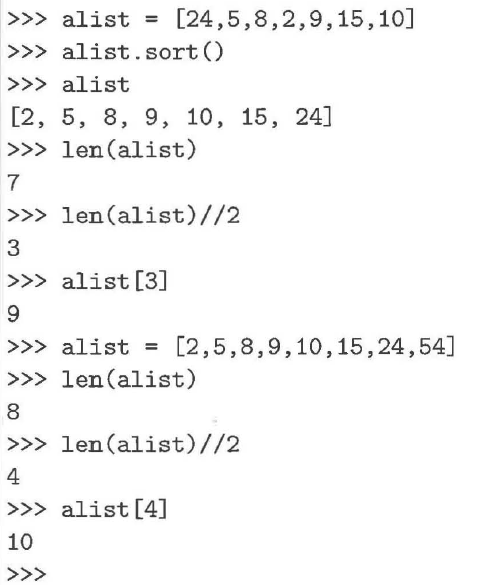 >>> alist = [24,5,8,2,9,15,10]
>>> alist.sort()
>>> alist
[2, 5, 8, 9, 10, 15, 24]
>>> len(alist)
7
>>> len(alist)//2
3
>>> alist[3]
9
>>> alist = [2,5,8,9,10,15,24,54]
>>> len(alist)
8
>>> len(alist)//2
4
>>> alist[4]
10
>>>